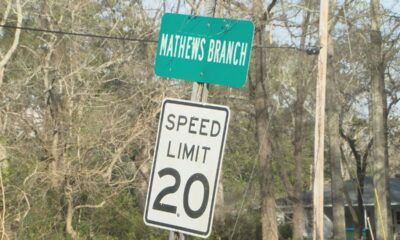 MATHEWS BRANCH
SPEED
LIMIT
20